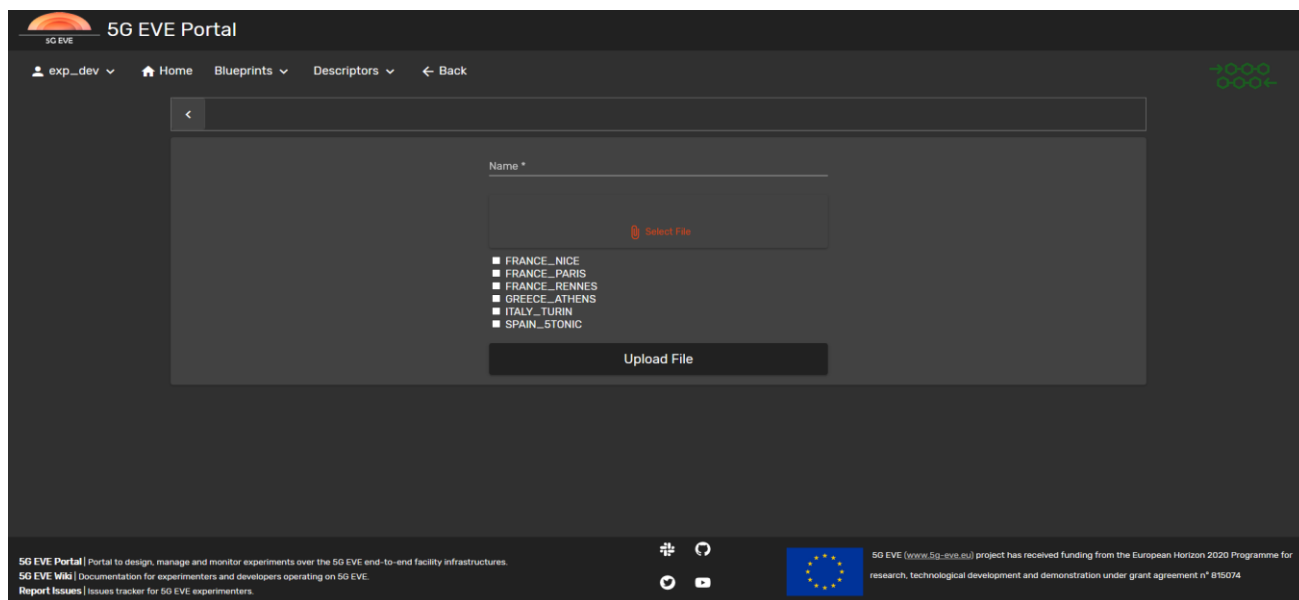 5G EVE
5G EVE Portal
exp_dev Home Blueprints Descriptors Back
Name *
Select File
FRANCE_NICE
FRANCE_PARIS
FRANCE_RENNES
GREECE_ATHENS
ITALY_TURIN
SPAIN_5TONIC
Upload File
5G EVE Portal | Portal to design, manage and monitor experiments over the 5G EVE end-to-end facility infrastructures.
5G EVE Wiki | Documentation for experimenters and developers operating on 5G EVE.
Report Issues | Issues tracker for 5G EVE experimenters.
5G EVE (www.5g-eve.eu) project has received funding from the European Horizon 2020 Programme for
research, technological development and demonstration under grant agreement n° 815074